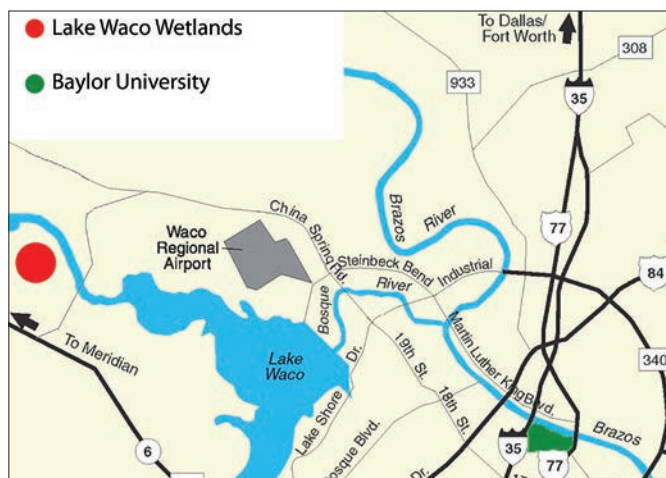 Lake Waco Wetlands
Baylor University
To Dallas/
Fort Worth
308
933
35
Brazos
River
77
China
Spring Rd.
Waco
Regional
Airport
Steinbeck Bend
Industrial
84
Bosque
River
To Meridian
Lake
Waco
Lake Shore
Dr.
19th St.
18th St.
Martin Luther King Blvd.
340
Brazos
Bosque Blvd.
6
Dr.
35
77